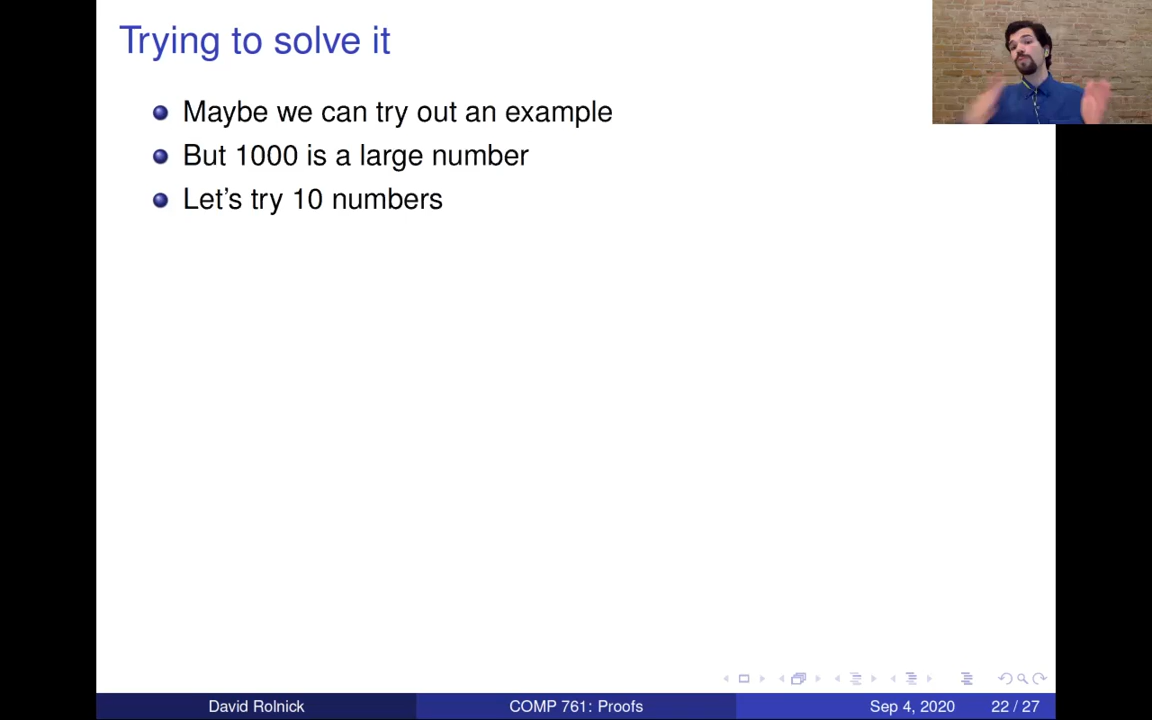 Trying to solve it
Maybe we can try out an example
But 1000 is a large number
Let's try 10 numbers
David Rolnick COMP 761: Proofs Sep 4, 2020 22 / 27